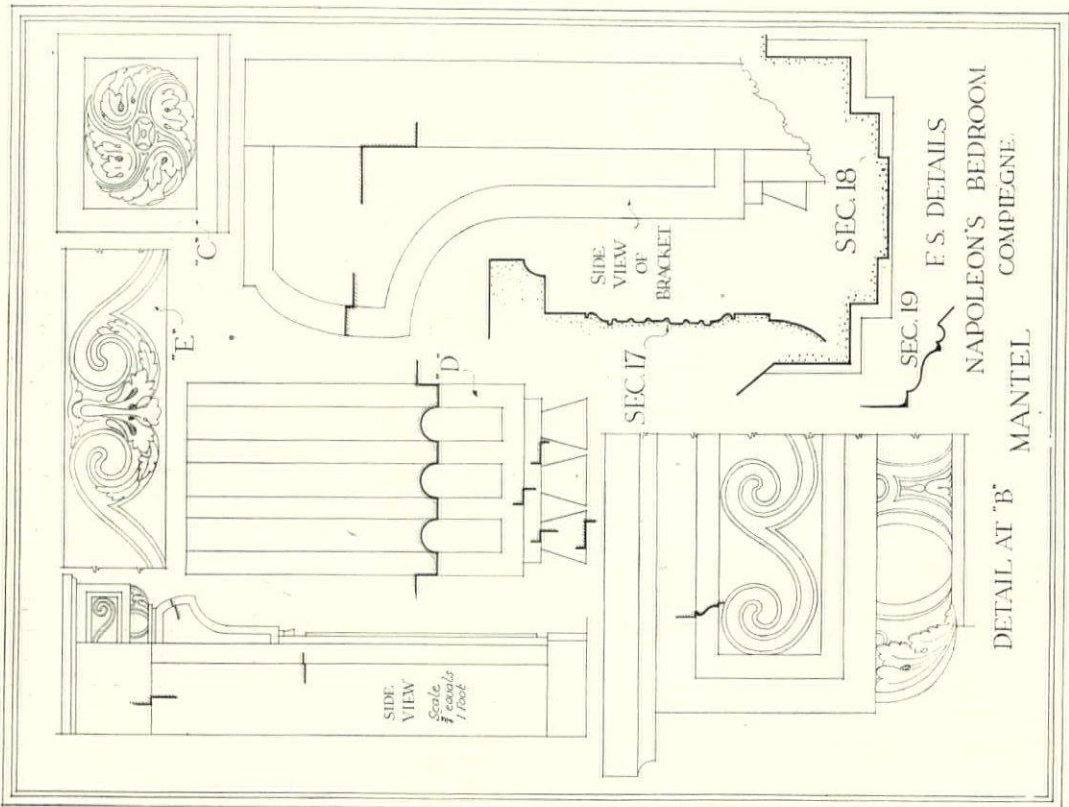 "C"
"E"
"D"
SIDE
VIEW
Scale
equals
1 Foot
SIDE
VIEW
OF
BRACKET
SEC. 17
SEC. 18
SEC. 19
DETAIL AT "B"
MANTEL
F.S. DETAILS
NAPOLEON'S BEDROOM
COMPIEGNE.